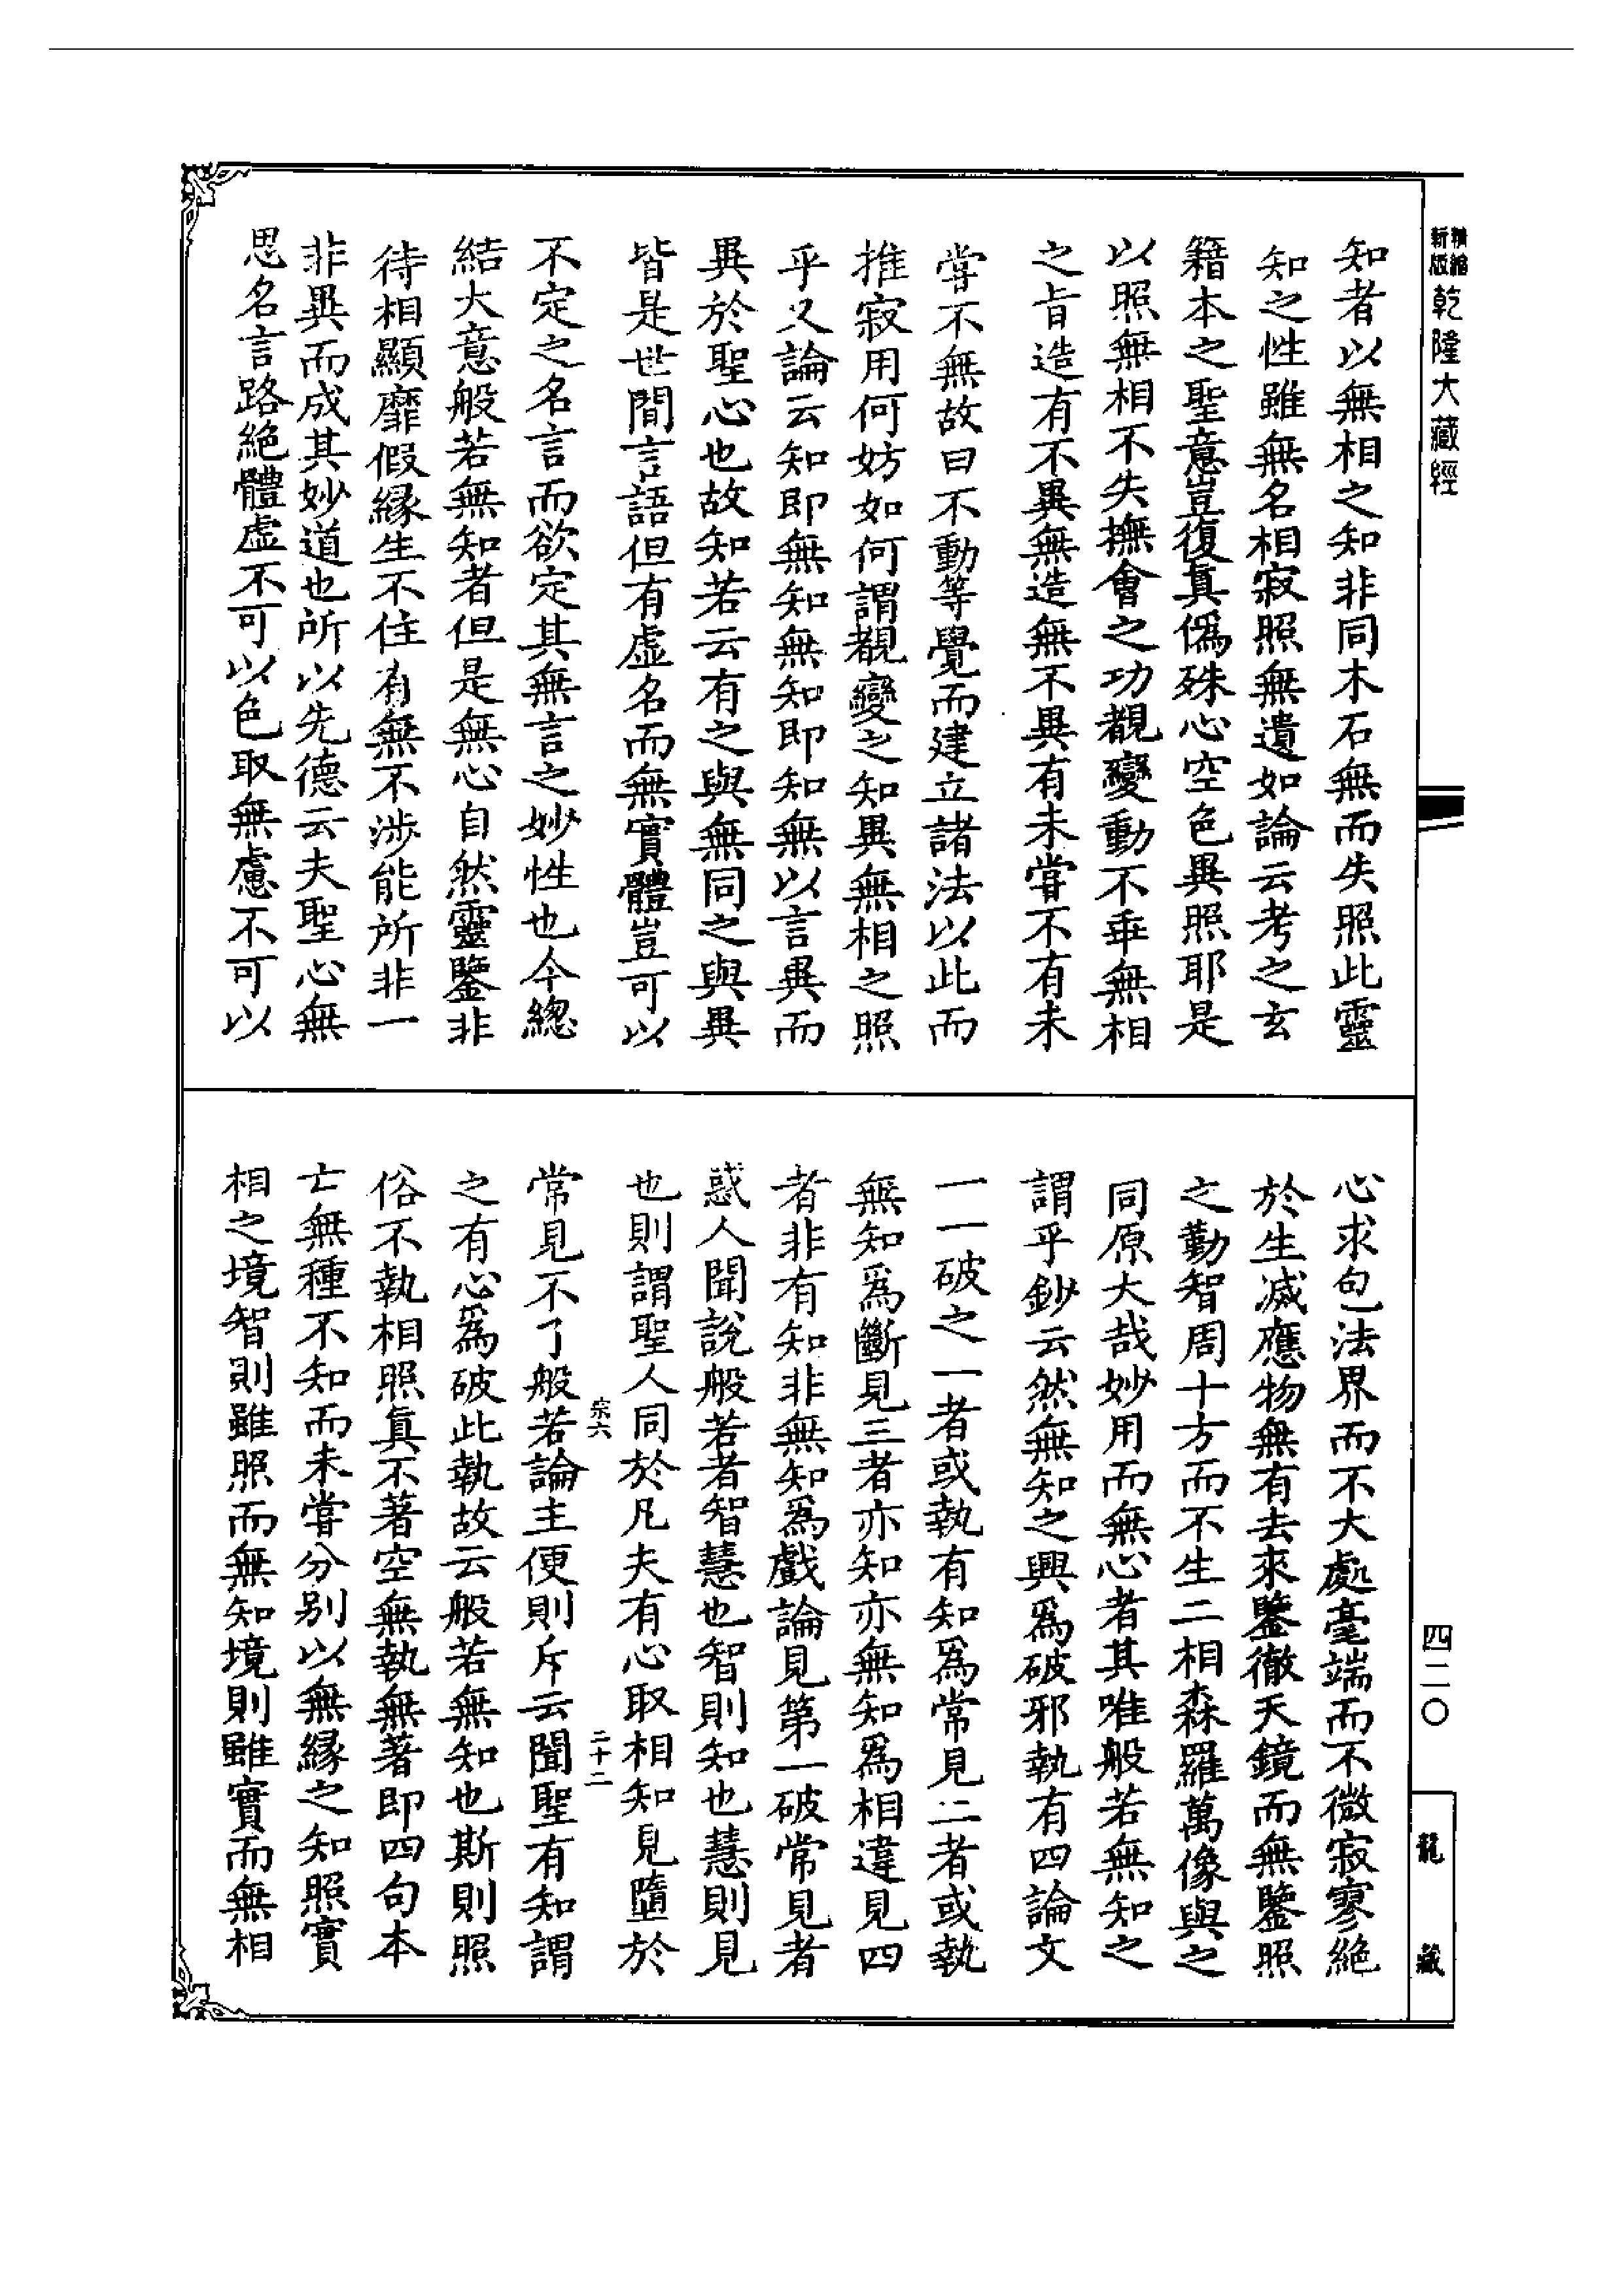 精縮
新版
乾隆大藏經
知者以無相之知非同木石無而失照此靈
知之性雖無名相寂照無遺如論云考之玄
籍本之聖意豈復真偽殊心空色異照耶是
以照無相不失撫會之功覩變動不乖無相
之旨造有不異無造無不異有未嘗不有未
嘗不無故曰不動等覺而建立諸法以此而
推寂用何妨如何謂覩變之知異無相之照
乎又論云知即無知無知即知無以言異而
異於聖心也故知若云有之與無同之與異
皆是世間言語但有虛名而無實體豈可以
不定之名言而欲定其無言之妙性也今總
結大意般若無知者但是無心自然靈鑒非
待相顯靡假緣生不住有無不涉能所非一
非異而成其妙道也所以先德云夫聖心無
思名言路絕體虛不可以色取無慮不可以
心求句法界而不大處毫端而不微寂寥絕
於生滅應物無有去來鑒徹天鏡而無鑒照
之勤智周十方而不生二相森羅萬像與之
同原大哉妙用而無心者其唯般若無知之
謂乎鈔云然無知之興為破邪執有四論文
一一破之一者或執有知為常見二者或執
無知為斷見三者亦知亦無知為相違見四
者非有知非無知為戲論見第一破常見者
惑人聞說般若者智慧也智則知也慧則見
也則謂聖人同於凡夫有心取相知見墮於
常見不了般若論主便則斥云聞聖有知謂
之有心為破此執故云般若無知也斯則照
俗不執相照真不著空無執無著即四句本
亡無種不知而未嘗分別以無緣之知照實
相之境智則雖照而無知境則雖實而無相
宗六
二十二
四二〇
龍藏